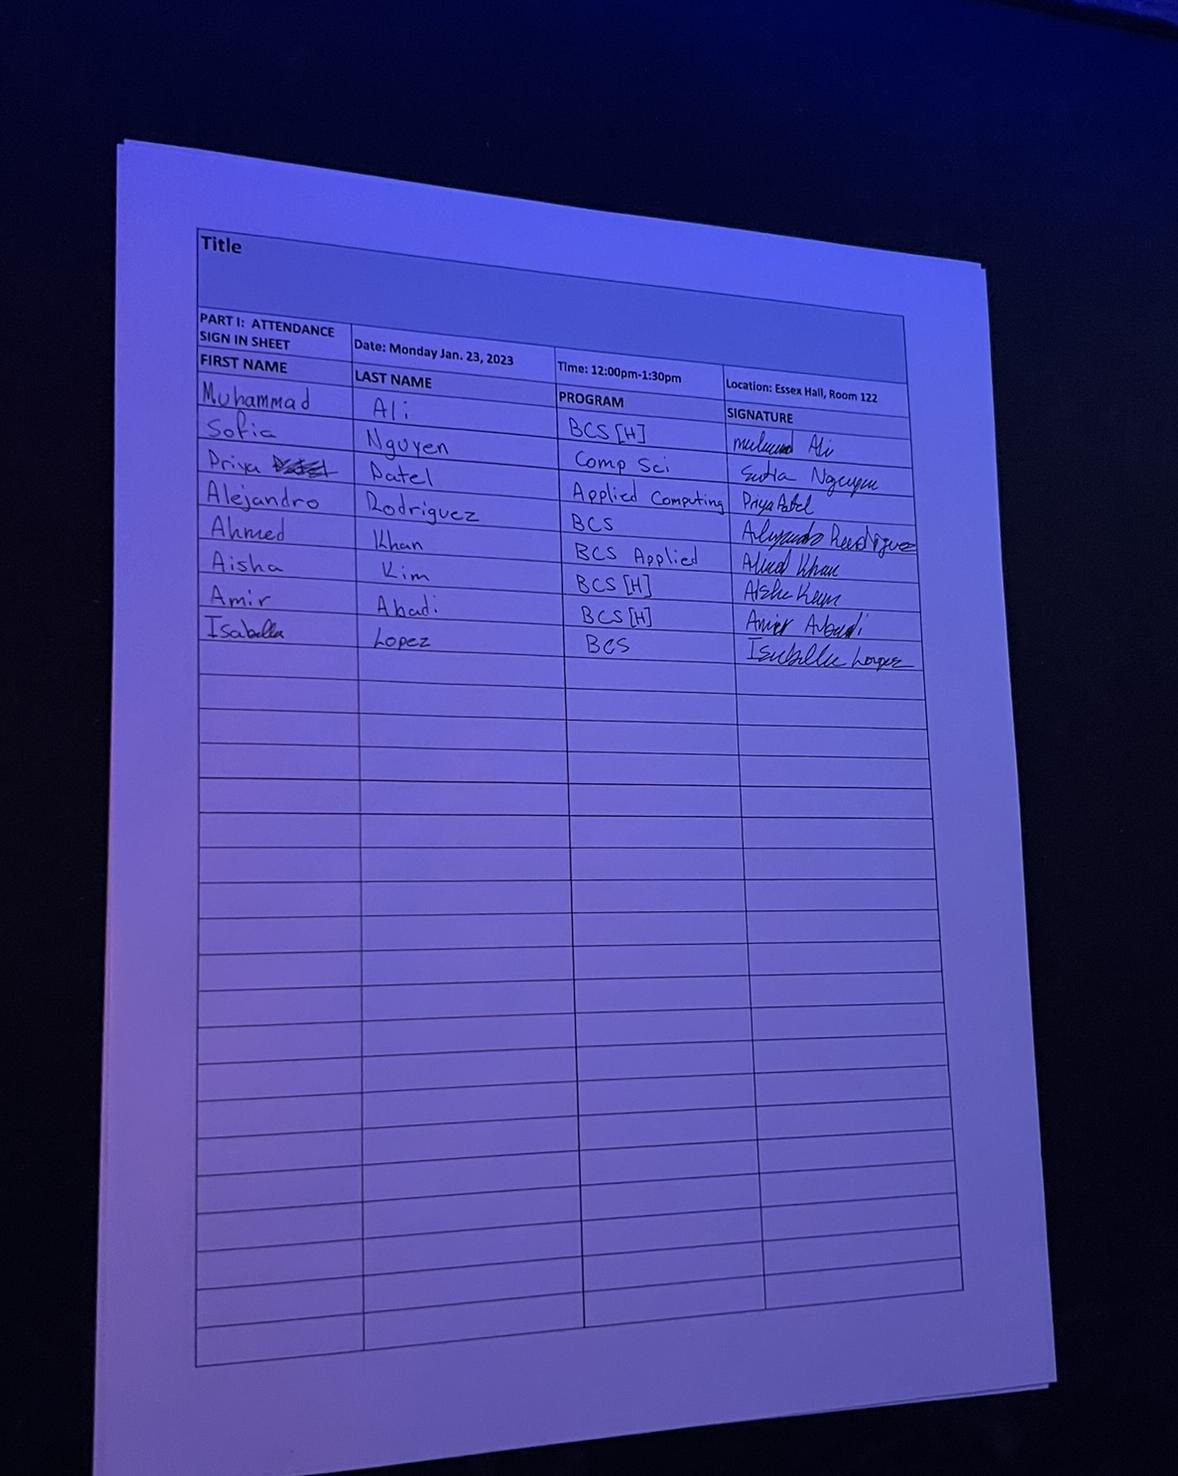 Title
PART I: ATTENDANCE SIGN IN SHEET Date: Monday Jan. 23, 2023 Time: 12:00pm-1:30pm Location: Essex Hall, Room 122
FIRST NAME LAST NAME PROGRAM SIGNATURE
Muhammad Ali BCS [H] Ali
Sofia Nguyen Comp Sci Sofia Nguyen
Priya Patel Applied Computing Priya Patel
Alejandro Rodriguez BCS Alejandro Rodriguez
Ahmed Khan BCS Applied Ahmed Khan
Aisha Kim BCS [H] Aisha Kim
Amir Abadi BCS [H] Amir Abadi
Isabella Lopez BCS Isabella Lopez